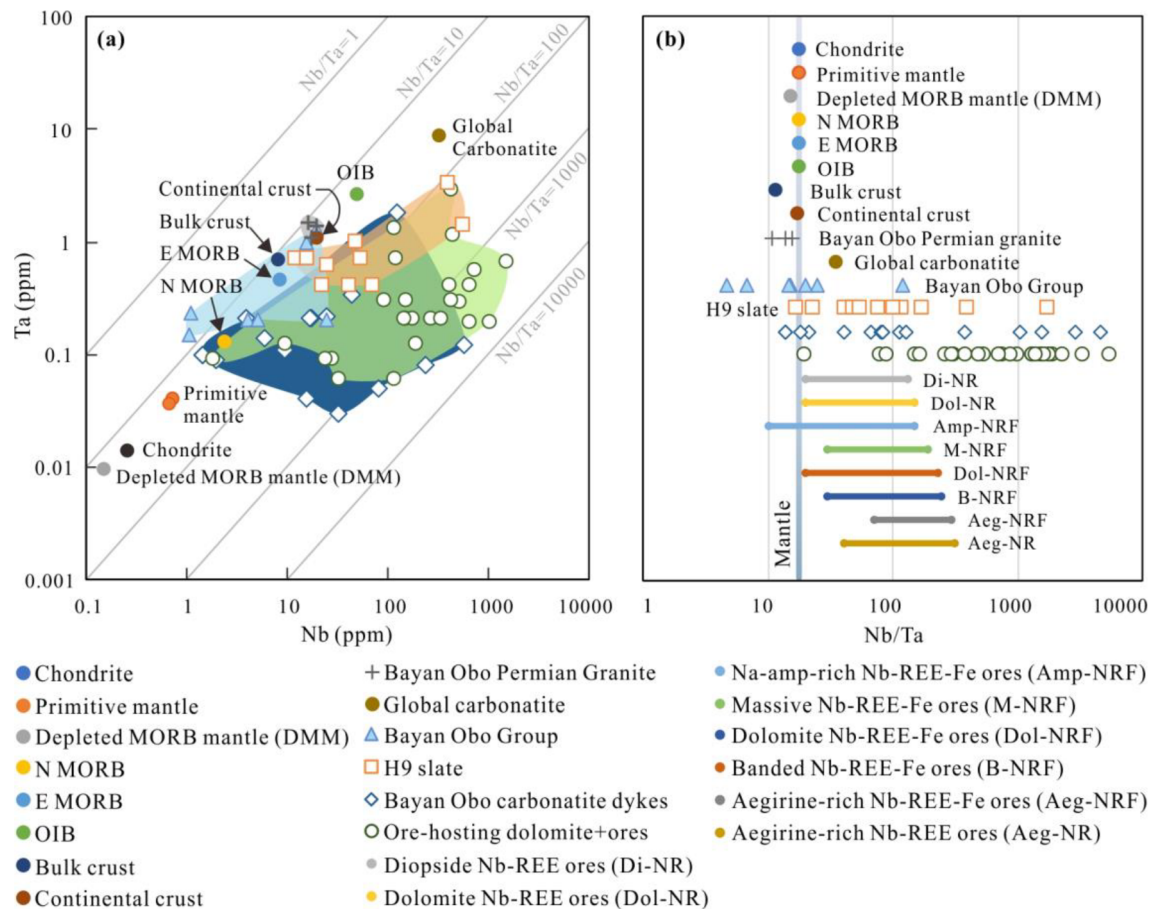 (a)
100
10
1
0.1
0.01
0.001
Ta (ppm)
0.1
1
10
100
1000
10000
Nb (ppm)
Nb/Ta=1
Nb/Ta=10
Nb/Ta=100
Nb/Ta=1000
Nb/Ta=10000
Global
Carbonatite
OIB
Continental crust
Bulk crust
E MORB
N MORB
Primitive
mantle
Chondrite
Depleted MORB mantle (DMM)
(b)
Chondrite
Primitive mantle
Depleted MORB mantle (DMM)
N MORB
E MORB
OIB
Bulk crust
Continental crust
Bayan Obo Permian granite
Global carbonatite
Bayan Obo Group
H9 slate
Di-NR
Dol-NR
Amp-NRF
M-NRF
Dol-NRF
B-NRF
Aeg-NRF
Aeg-NR
Mantle
1
10
100
1000
10000
Nb/Ta
Chondrite
Primitive mantle
Depleted MORB mantle (DMM)
N MORB
E MORB
OIB
Bulk crust
Continental crust
Bayan Obo Permian Granite
Global carbonatite
Bayan Obo Group
H9 slate
Bayan Obo carbonatite dykes
Ore-hosting dolomite+ores
Diopside Nb-REE ores (Di-NR)
Dolomite Nb-REE ores (Dol-NR)
Na-amp-rich Nb-REE-Fe ores (Amp-NRF)
Massive Nb-REE-Fe ores (M-NRF)
Dolomite Nb-REE-Fe ores (Dol-NRF)
Banded Nb-REE-Fe ores (B-NRF)
Aegirine-rich Nb-REE-Fe ores (Aeg-NRF)
Aegirine-rich Nb-REE ores (Aeg-NR)